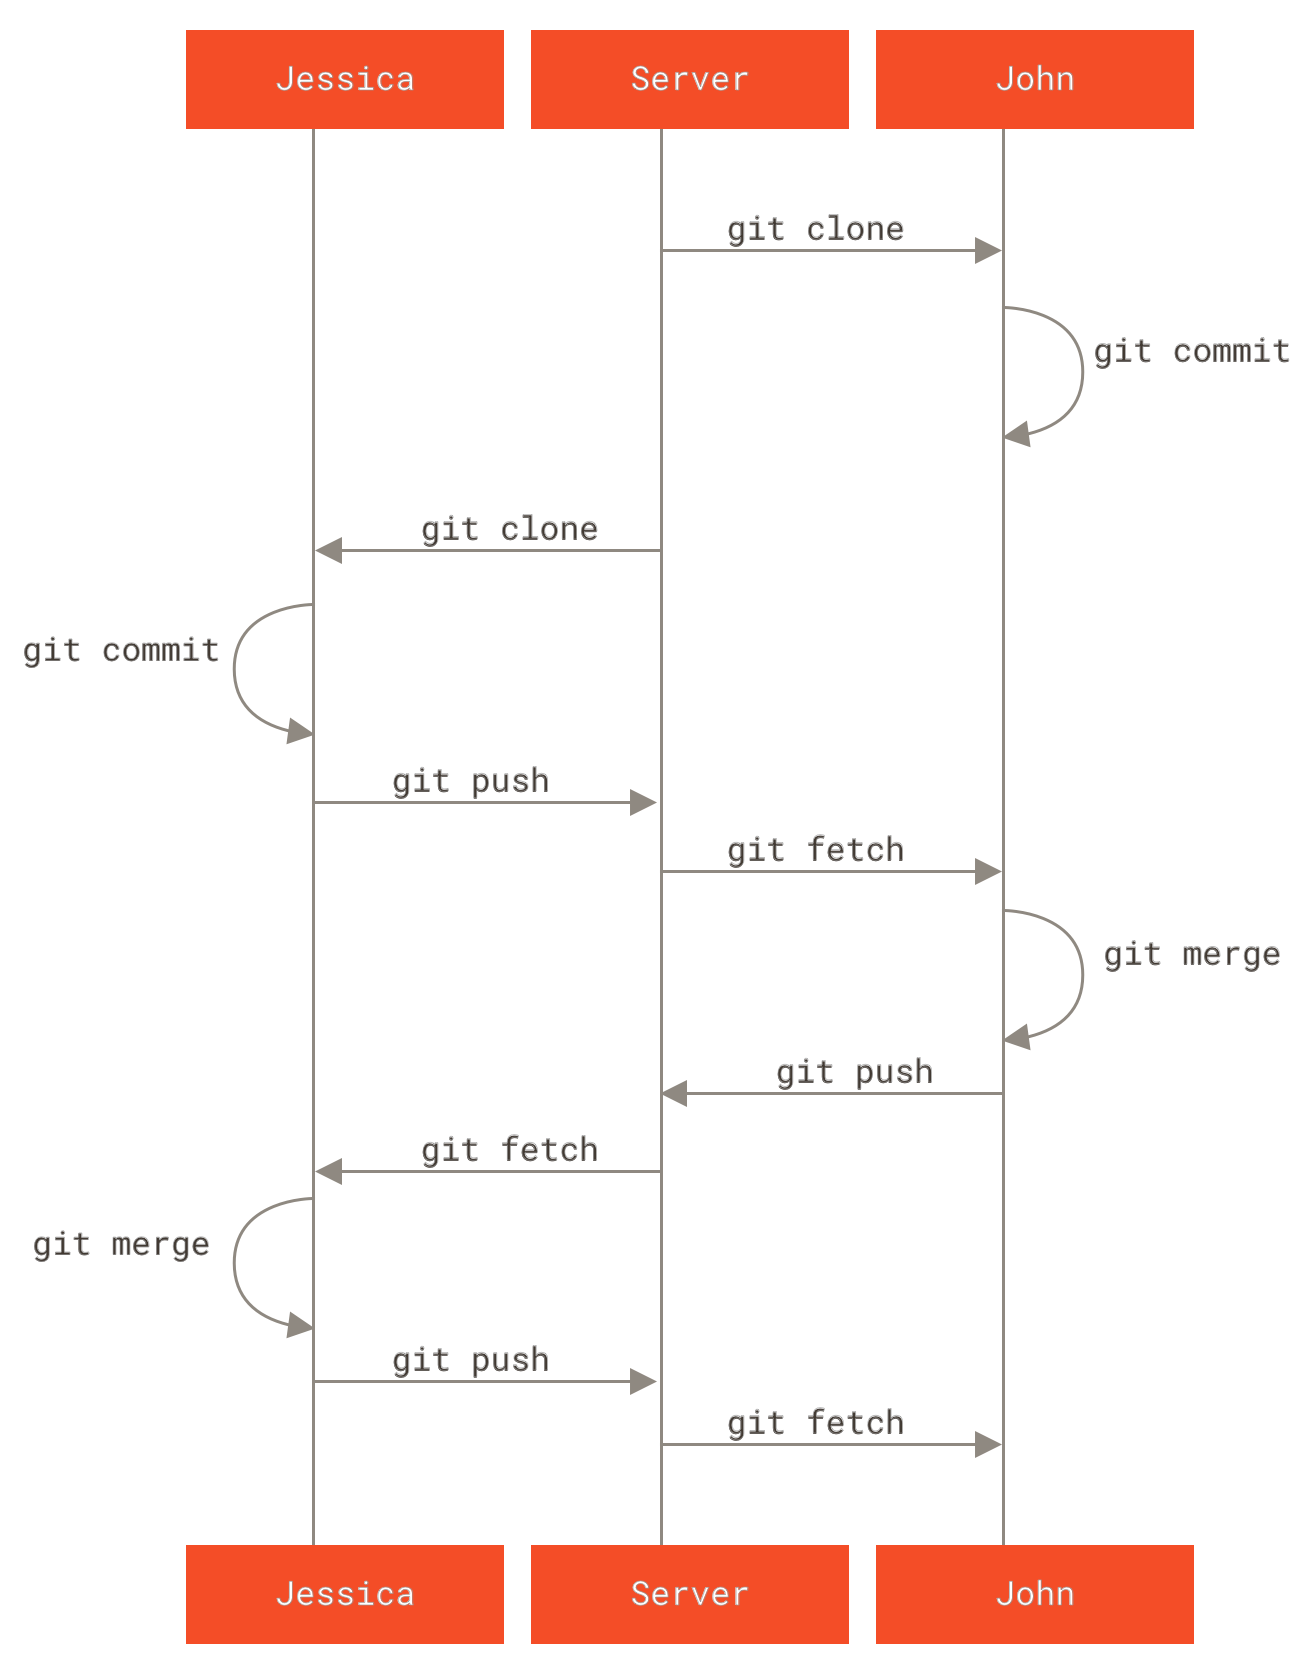 Jessica
Server
John
git clone
git commit
git clone
git commit
git push
git fetch
git merge
git push
git fetch
git merge
git push
git fetch
Jessica
Server
John